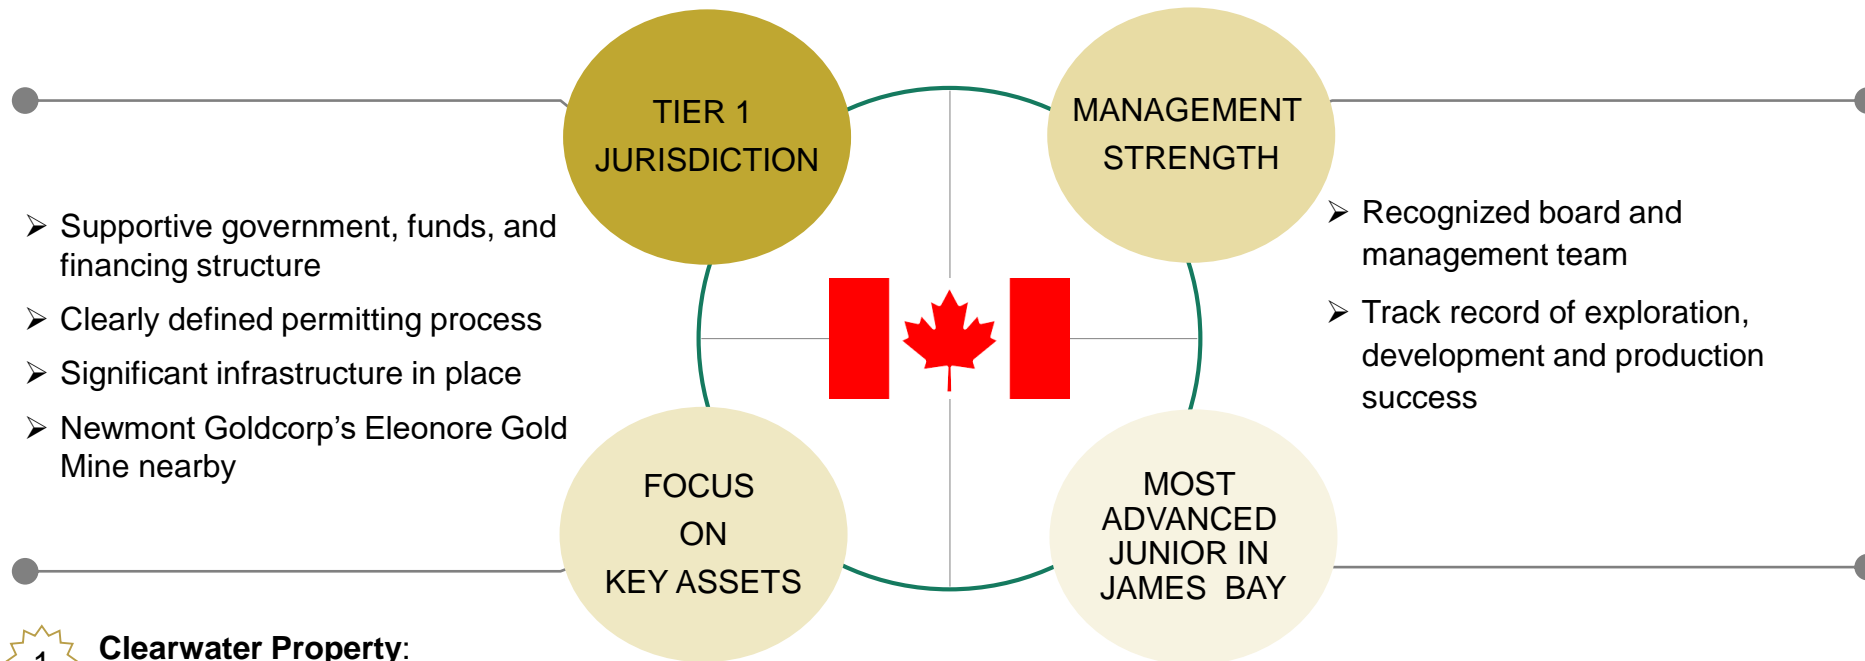 TIER 1
JURISDICTION
➢ Supportive government, funds, and
financing structure
➢ Clearly defined permitting process
➢ Significant infrastructure in place
➢ Newmont Goldcorp’s Eleonore Gold
Mine nearby
MANAGEMENT
STRENGTH
➢ Recognized board and
management team
➢ Track record of exploration,
development and production
success
FOCUS
ON
KEY ASSETS
MOST
ADVANCED
JUNIOR IN
JAMES BAY
1
Clearwater Property: